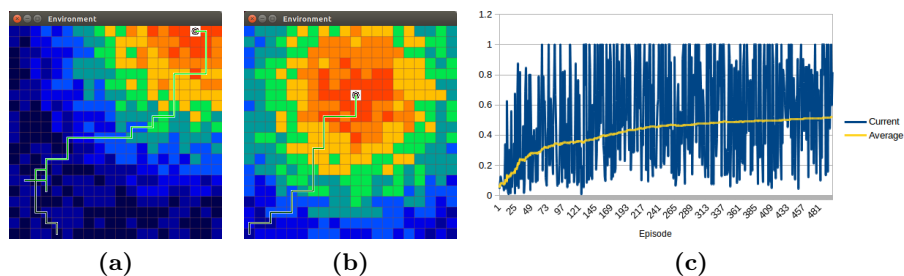 Environment
Environment
1.2
1
0.8
0.6
0.4
0.2
0
1 25 49 73 97 121 145 169 193 217 241 265 289 313 337 361 385 409 433 457 481
Episode
Current
Average
(a) (b) (c)